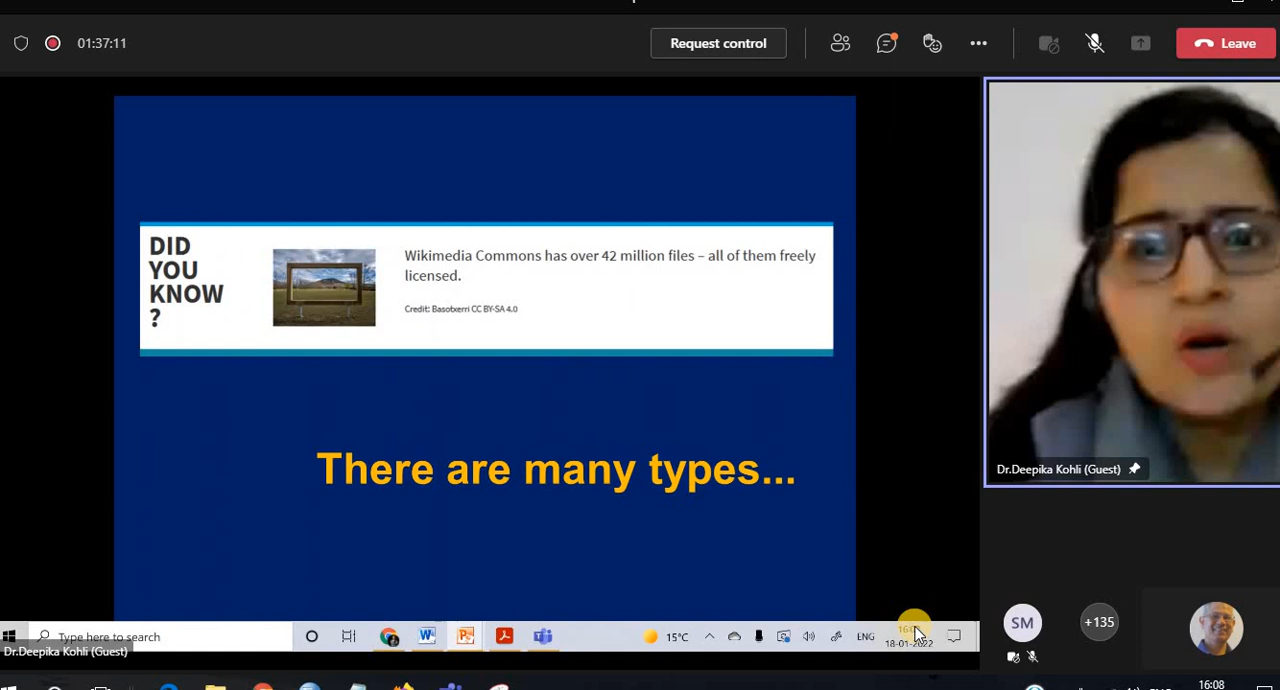 01:37:11
Request control
Leave
DID
YOU
KNOW
?
Wikimedia Commons has over 42 million files – all of them freely
licensed.
Credit: Basotxerri CC BY-SA 4.0
There are many types...
Dr.Deepika Kohli (Guest)
SM
+135
Type here to search
15°C
ENG
18-01-2022
Dr.Deepika Kohli (Guest)
16:08